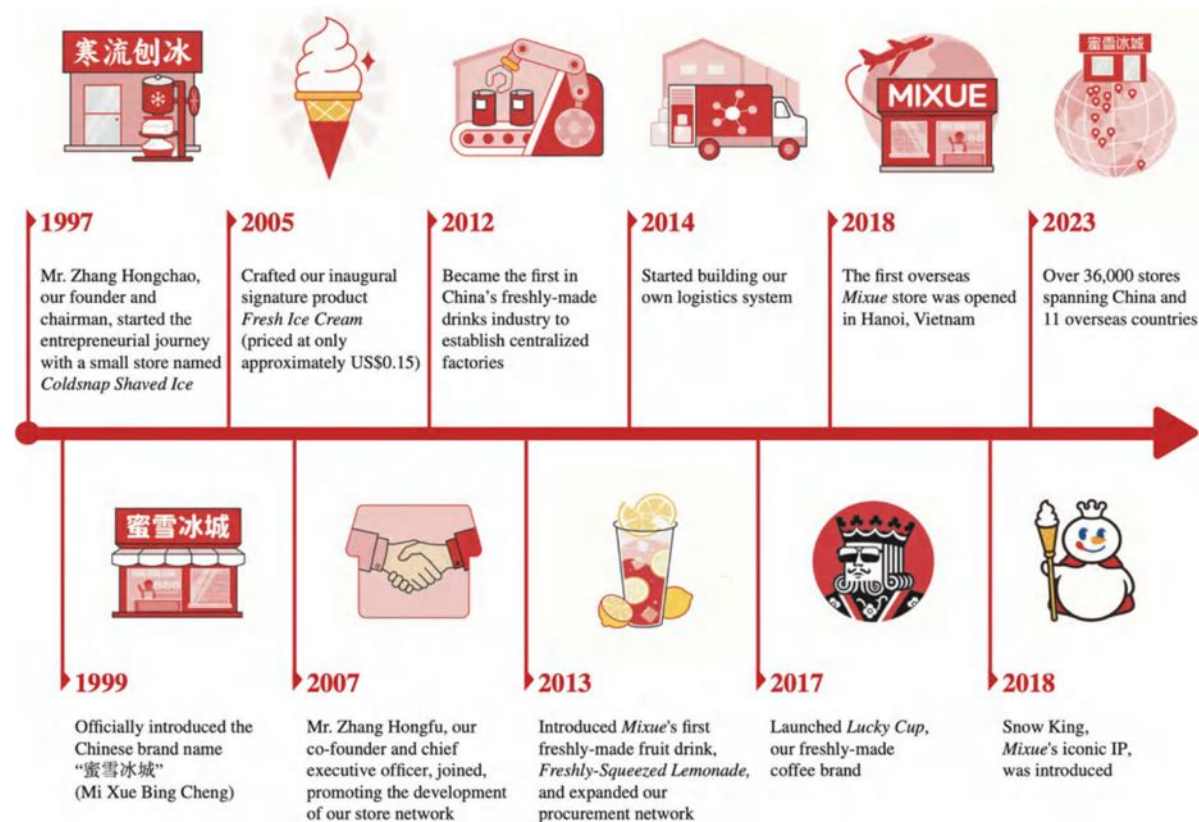 寒流刨冰
MIXUE
蜜雪冰城
1997
Mr. Zhang Hongchao,
our founder and
chairman, started the
entrepreneurial journey
with a small store named
Coldsnap Shaved Ice
2005
Crafted our inaugural
signature product
Fresh Ice Cream
(priced at only
approximately US$0.15)
2012
Became the first in
China's freshly-made
drinks industry to
establish centralized
factories
2014
Started building our
own logistics system
2018
The first overseas
Mixue store was opened
in Hanoi, Vietnam
2023
Over 36,000 stores
spanning China and
11 overseas countries
蜜雪冰城
1999
Officially introduced the
Chinese brand name
“蜜雪冰城”
(Mi Xue Bing Cheng)
2007
Mr. Zhang Hongfu, our
co-founder and chief
executive officer, joined,
promoting the development
of our store network
2013
Introduced Mixue's first
freshly-made fruit drink,
Freshly-Squeezed Lemonade,
and expanded our
procurement network
2017
Launched Lucky Cup,
our freshly-made
coffee brand
2018
Snow King,
Mixue's iconic IP,
was introduced